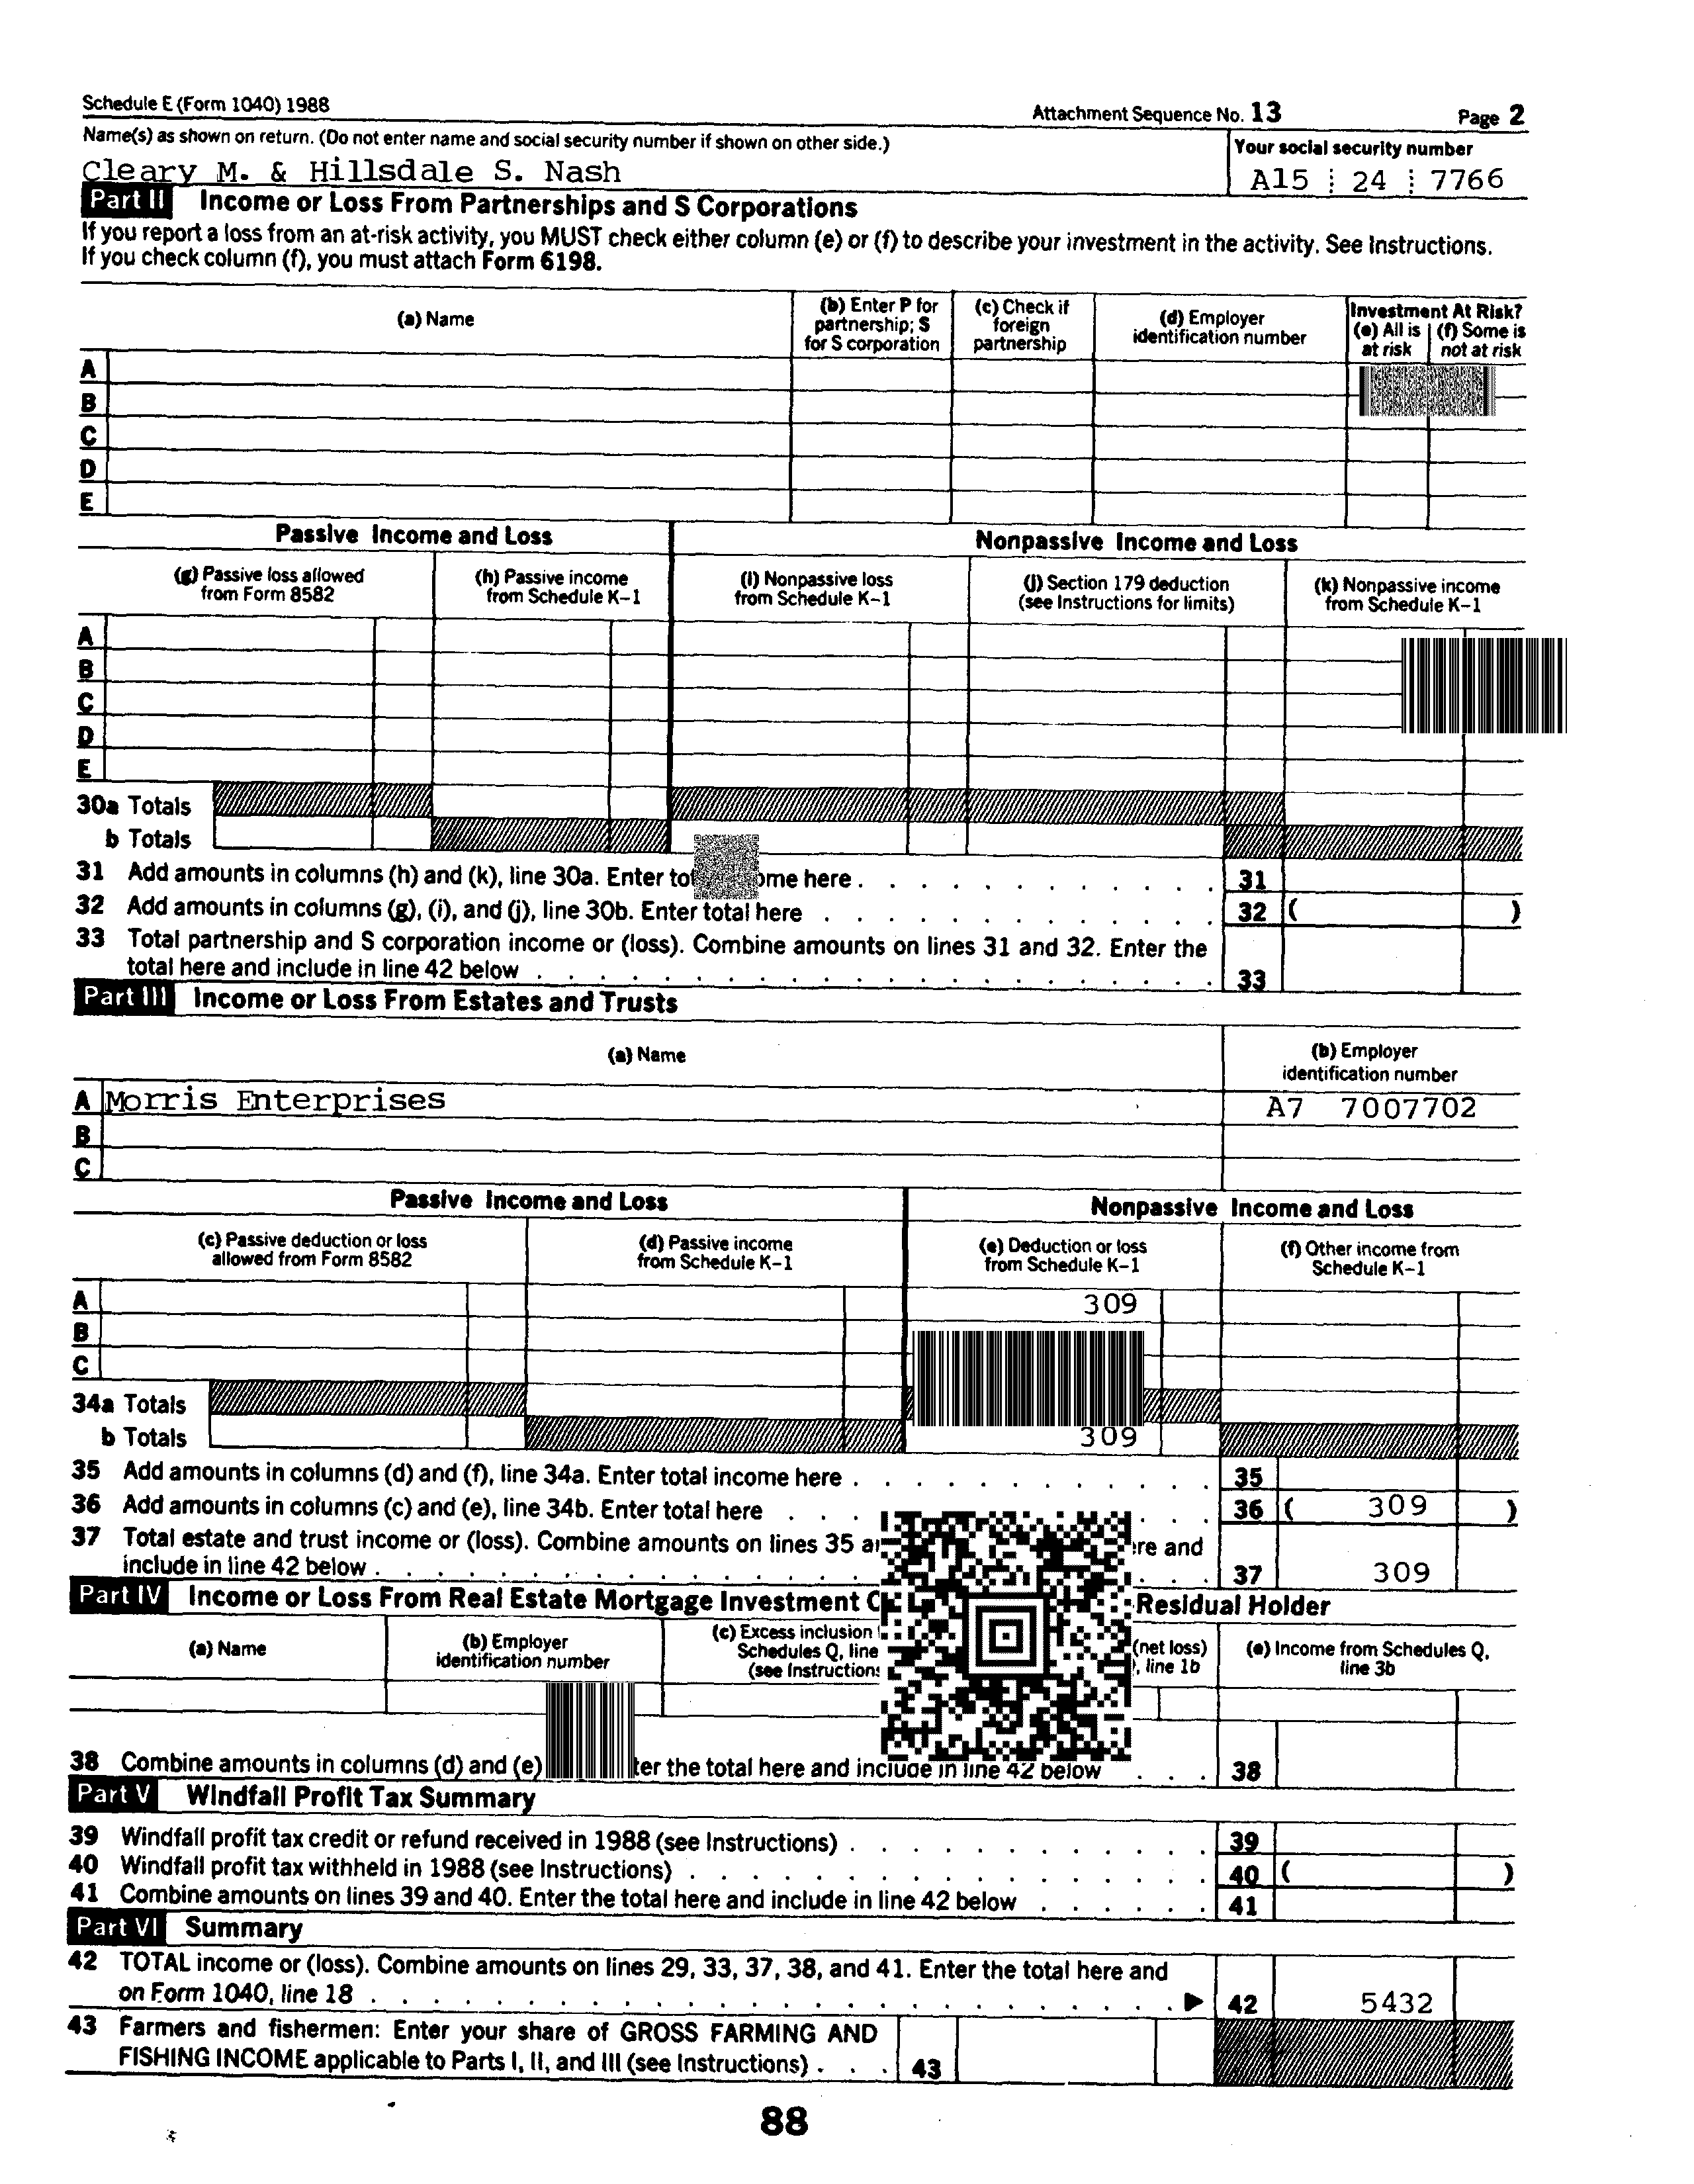 Schedule E (Form 1040) 1988 Attachment Sequence No. 13 Page 2
Name(s) as shown on return. (Do not enter name and social security number if shown on other side.) Your social security number
Cleary M. & Hillsdale S. Nash A15 24 7766
Part II Income or Loss From Partnerships and S Corporations
If you report a loss from an at-risk activity, you MUST check either column (e) or (f) to describe your investment in the activity. See Instructions.
If you check column (f), you must attach Form 6198.
(a) Name
(b) Enter P for partnership; S for S corporation
(c) Check if foreign partnership
(d) Employer identification number
Investment At Risk?
(e) All is at risk
(f) Some is not at risk
A
B
C
D
E
Passive Income and Loss Nonpassive Income and Loss
(g) Passive loss allowed from Form 8582
(h) Passive income from Schedule K-1
(i) Nonpassive loss from Schedule K-1
(j) Section 179 deduction (see Instructions for limits)
(k) Nonpassive income from Schedule K-1
A
B
C
D
E
30a Totals
b Totals
31 Add amounts in columns (h) and (k), line 30a. Enter here . 31
32 Add amounts in columns (g), (i), and (j), line 30b. Enter total here 32 ( )
33 Total partnership and S corporation income or (loss). Combine amounts on lines 31 and 32. Enter the
total here and include in line 42 below 33
Part III Income or Loss From Estates and Trusts
(a) Name
(b) Employer identification number
A Morris Enterprises A7 7007702
B
C
Passive Income and Loss Nonpassive Income and Loss
(c) Passive deduction or loss allowed from Form 8582
(d) Passive income from Schedule K-1
(e) Deduction or loss from Schedule K-1
(f) Other income from Schedule K-1
A 309
B
C
34a Totals
b Totals 309
35 Add amounts in columns (d) and (f), line 34a. Enter total income here 35
36 Add amounts in columns (c) and (e), line 34b. Enter total here 36 ( 309 )
37 Total estate and trust income or (loss). Combine amounts on lines 35 and
include in line 42 below 37 309
Part IV Income or Loss From Real Estate Mortgage Investment Residual Holder
(a) Name
(b) Employer identification number
(c) Excess inclusion Schedules Q, line (see Instructions
(net loss) , line 1b
(e) Income from Schedules Q, line 3b
38 Combine amounts in columns (d) and (e) the total here and include in line 42 below 38
Part V Windfall Profit Tax Summary
39 Windfall profit tax credit or refund received in 1988 (see Instructions) 39
40 Windfall profit tax withheld in 1988 (see Instructions) 40 ( )
41 Combine amounts on lines 39 and 40. Enter the total here and include in line 42 below 41
Part VI Summary
42 TOTAL income or (loss). Combine amounts on lines 29, 33, 37, 38, and 41. Enter the total here and
on Form 1040, line 18 ▶ 42 5432
43 Farmers and fishermen: Enter your share of GROSS FARMING AND
FISHING INCOME applicable to Parts I, II, and III (see Instructions) 43
88